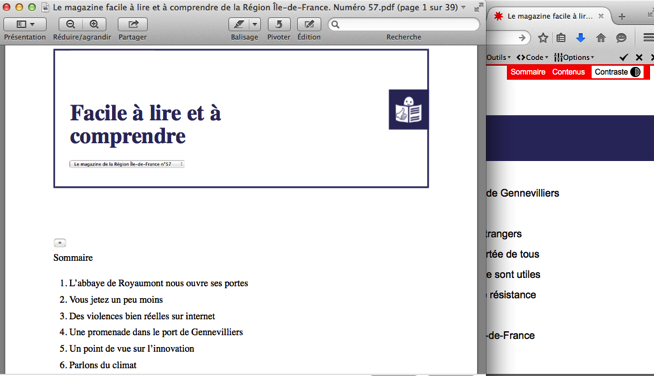 Le magazine facile à lire et à comprendre de la Région Île-de-France. Numéro 57.pdf (page 1 sur 39)
Présentation
Réduire/agrandir
Partager
Balisage
Pivoter
Édition
Recherche
Facile à lire et à
comprendre
Le magazine de la Région Île-de-France n°57
Sommaire
1. L'abbaye de Royaumont nous ouvre ses portes
2. Vous jetez un peu moins
3. Des violences bien réelles sur internet
4. Une promenade dans le port de Gennevilliers
5. Un point de vue sur l'innovation
6. Parlons du climat
Le magazine facile à lire...
Outils
Code
Options
Sommaire Contenus Contraste
de Gennevilliers
trangers
rtée de tous
e sont utiles
résistance
-de-France